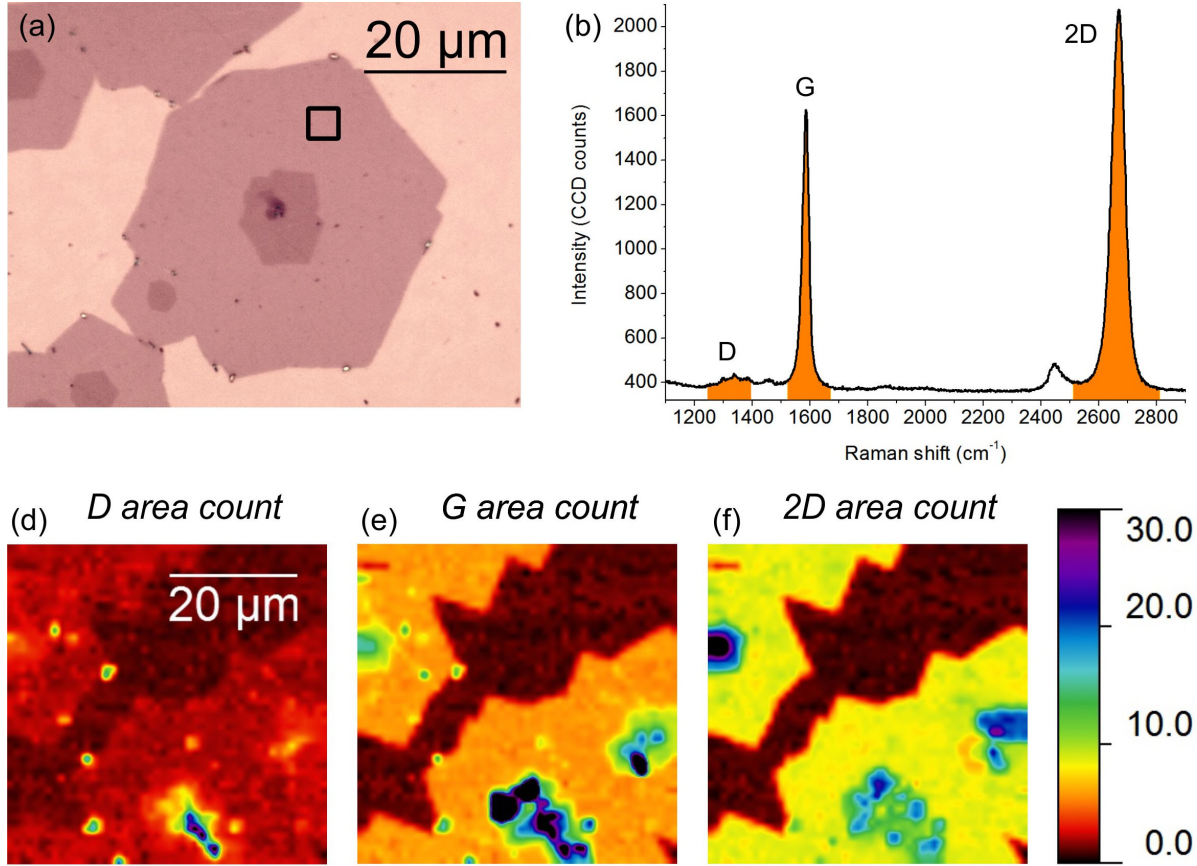 (a)
20 μm
(b)
2D
G
D
Intensity (CCD counts)
2000
1800
1600
1400
1200
1000
800
600
400
1200 1400 1600 1800 2000 2200 2400 2600 2800
Raman shift (cm⁻¹)
(d) D area count
(e) G area count
(f) 2D area count
20 μm
30.0
20.0
10.0
0.0